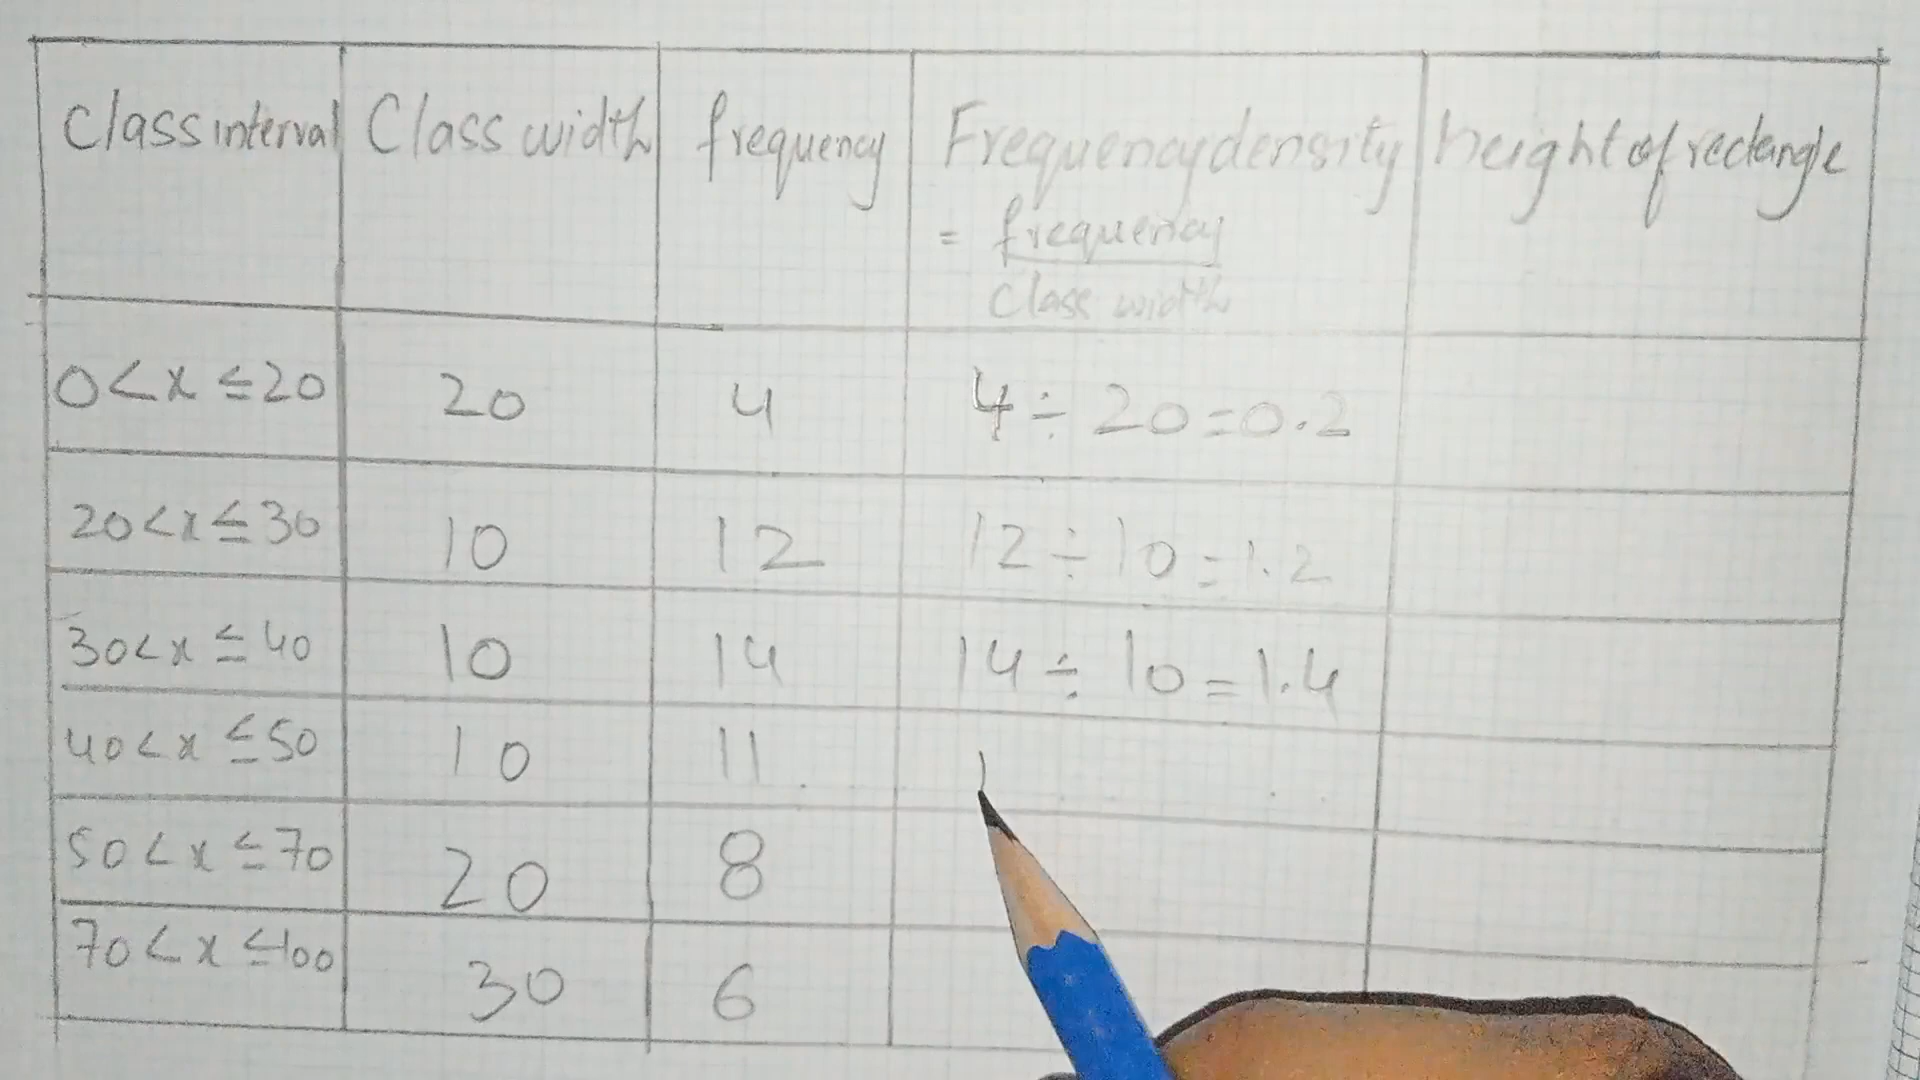 Class interval Class width frequency Frequency density height of rectangle
= frequency
Class width
0 < x ≤ 20 20 4 4 ÷ 20 = 0.2
20 < x ≤ 30 10 12 12 ÷ 10 = 1.2
30 < x ≤ 40 10 14 14 ÷ 10 = 1.4
40 < x ≤ 50 10 11 1
50 < x ≤ 70 20 8
70 < x ≤ 100 30 6